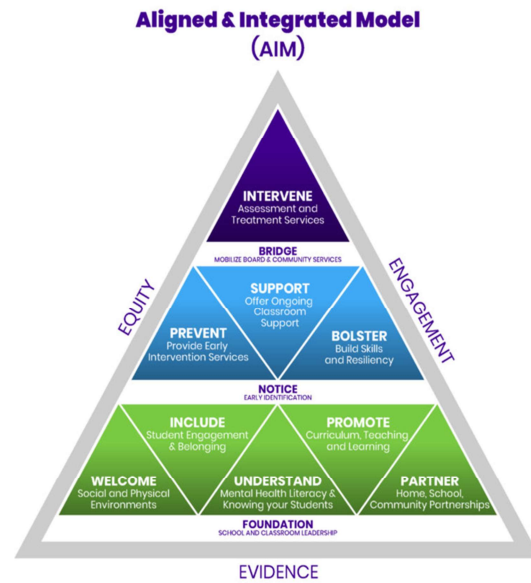 Aligned & Integrated Model
(AIM)
INTERVENE
Assessment and
Treatment Services
BRIDGE
MOBILIZE BOARD & COMMUNITY SERVICES
EQUITY
ENGAGEMENT
SUPPORT
Offer Ongoing
Classroom
Support
PREVENT
Provide Early
Intervention Services
BOLSTER
Build Skills
and Resiliency
NOTICE
EARLY IDENTIFICATION
INCLUDE
Student Engagement
& Belonging
PROMOTE
Curriculum, Teaching
and Learning
WELCOME
Social and Physical
Environments
UNDERSTAND
Mental Health Literacy &
Knowing your Students
PARTNER
Home, School,
Community Partnerships
FOUNDATION
SCHOOL AND CLASSROOM LEADERSHIP
EVIDENCE